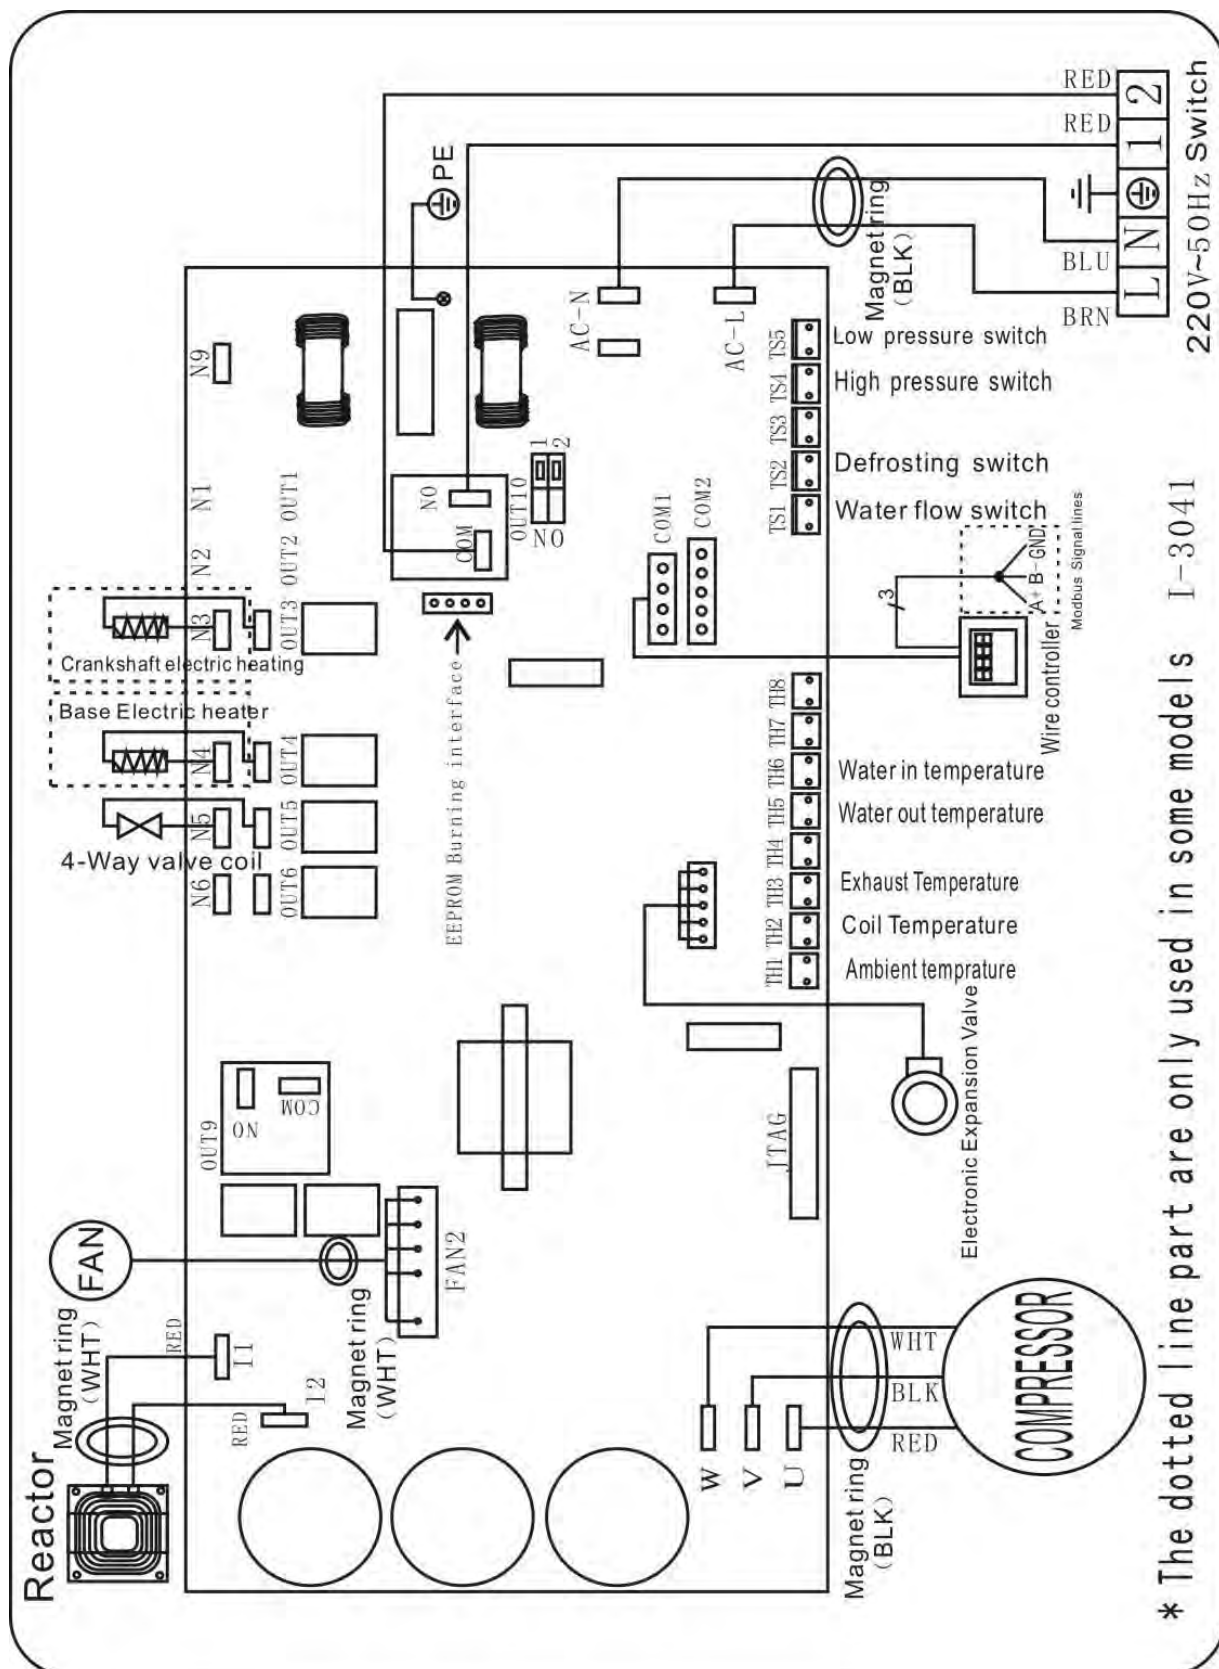 RED
2
RED
1
PE
Magnet ring
(BLK)
BLU
N
BRN
L
220V~50Hz Switch
N9
AC-N
AC-L
TS5
Low pressure switch
TS4
High pressure switch
TS3
TS2
Defrosting switch
TS1
Water flow switch
N1
OUT1
N2
OUT2
NO
COM
OUT10
1
2
NO
COM1
COM2
N3
OUT3
Crankshaft electric heating
3
A+ B- GND
Modbus Signal lines
Wire controller
Base Electric heater
N4
OUT4
EEPROM Burning interface
N5
OUT5
4-Way valve coil
N6
OUT6
TH8
TH7
TH6
Water in temperature
TH5
Water out temperature
TH4
TH3
Exhaust Temperature
TH2
Coil Temperature
TH1
Ambient temprature
Electronic Expansion Valve
OUT9
NO
COM
JTAG
FAN
FAN2
Magnet ring
(WHT)
RED
I1
Magnet ring
(WHT)
RED
I2
Reactor
W
V
U
WHT
BLK
RED
Magnet ring
(BLK)
COMPRESSOR
* The dotted line part are only used in some models I-3041